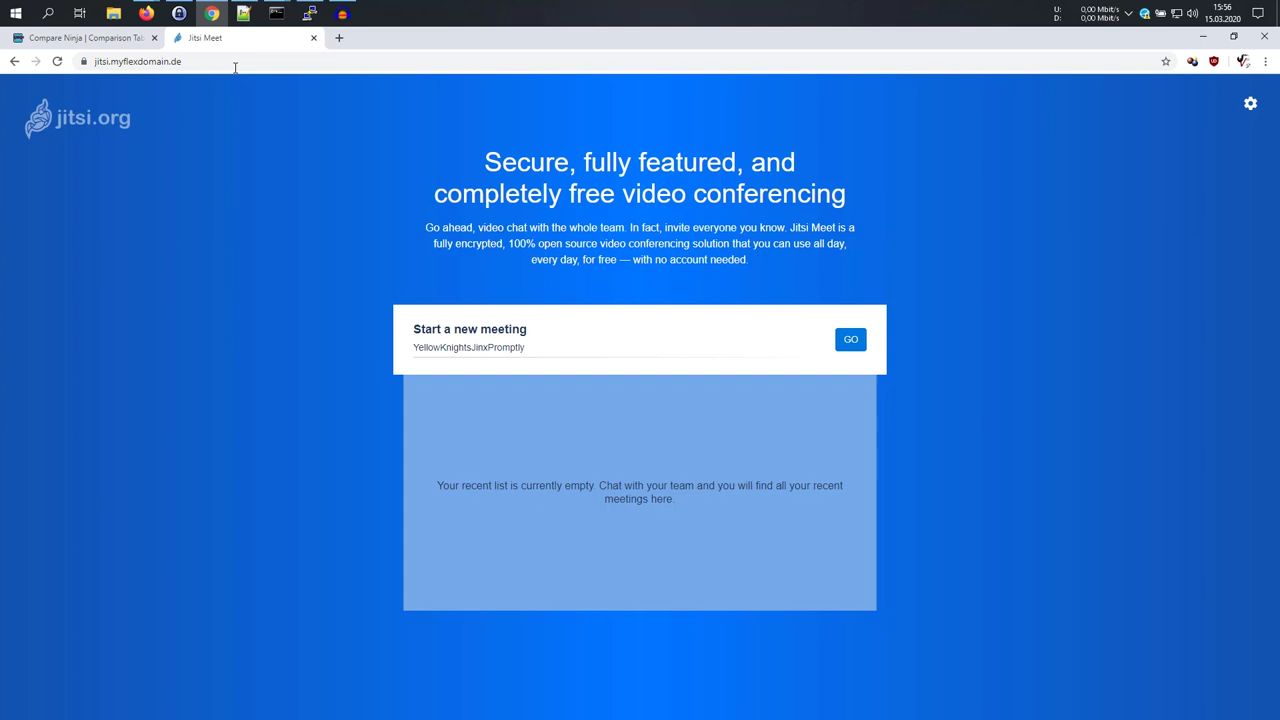 U: 0,00 Mbit/s
D: 0,00 Mbit/s
15:56
15.03.2020
Compare Ninja | Comparison Tab
Jitsi Meet
jitsi.myflexdomain.de
jitsi.org
Secure, fully featured, and
completely free video conferencing
Go ahead, video chat with the whole team. In fact, invite everyone you know. Jitsi Meet is a
fully encrypted, 100% open source video conferencing solution that you can use all day,
every day, for free — with no account needed.
Start a new meeting
YellowKnightsJinxPromptly
GO
Your recent list is currently empty. Chat with your team and you will find all your recent
meetings here.